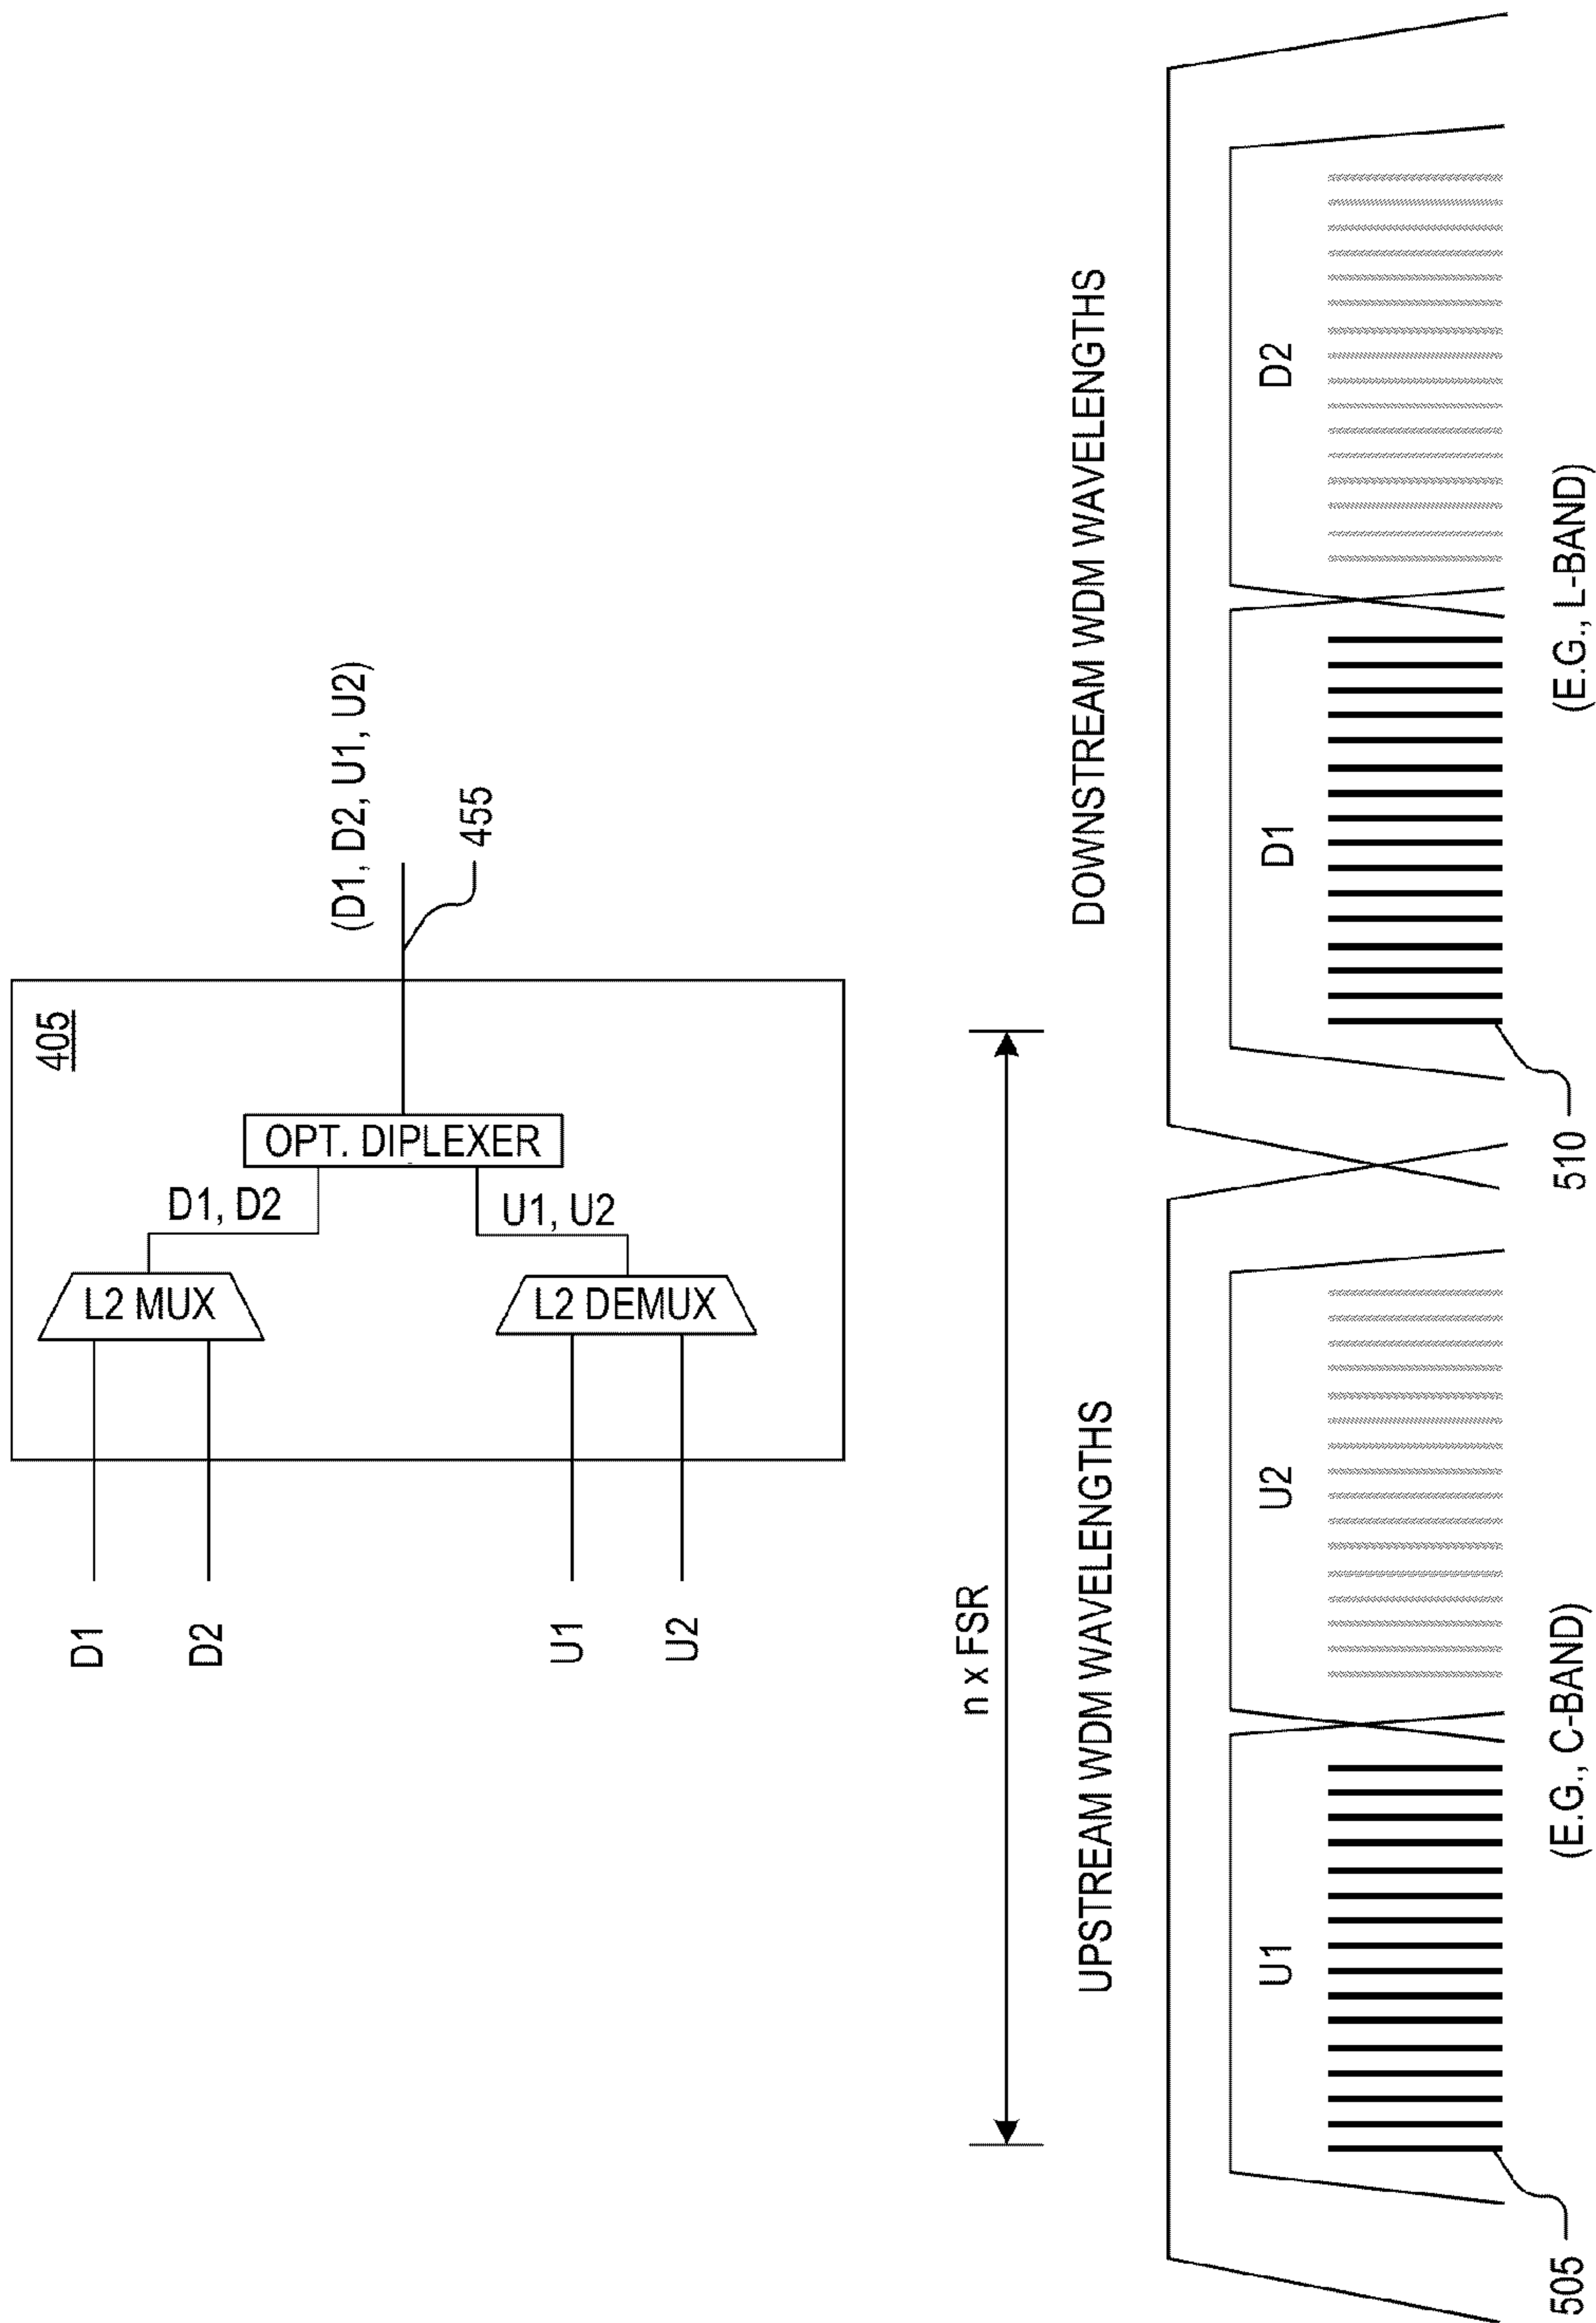 405
D1
D2
L2 MUX
D1, D2
OPT. DIPLEXER
(D1, D2, U1, U2)
455
U1
U2
L2 DEMUX
U1, U2
n x FSR
UPSTREAM WDM WAVELENGTHS
DOWNSTREAM WDM WAVELENGTHS
U1
U2
D1
D2
505
510
(E.G., C-BAND)
(E.G., L-BAND)